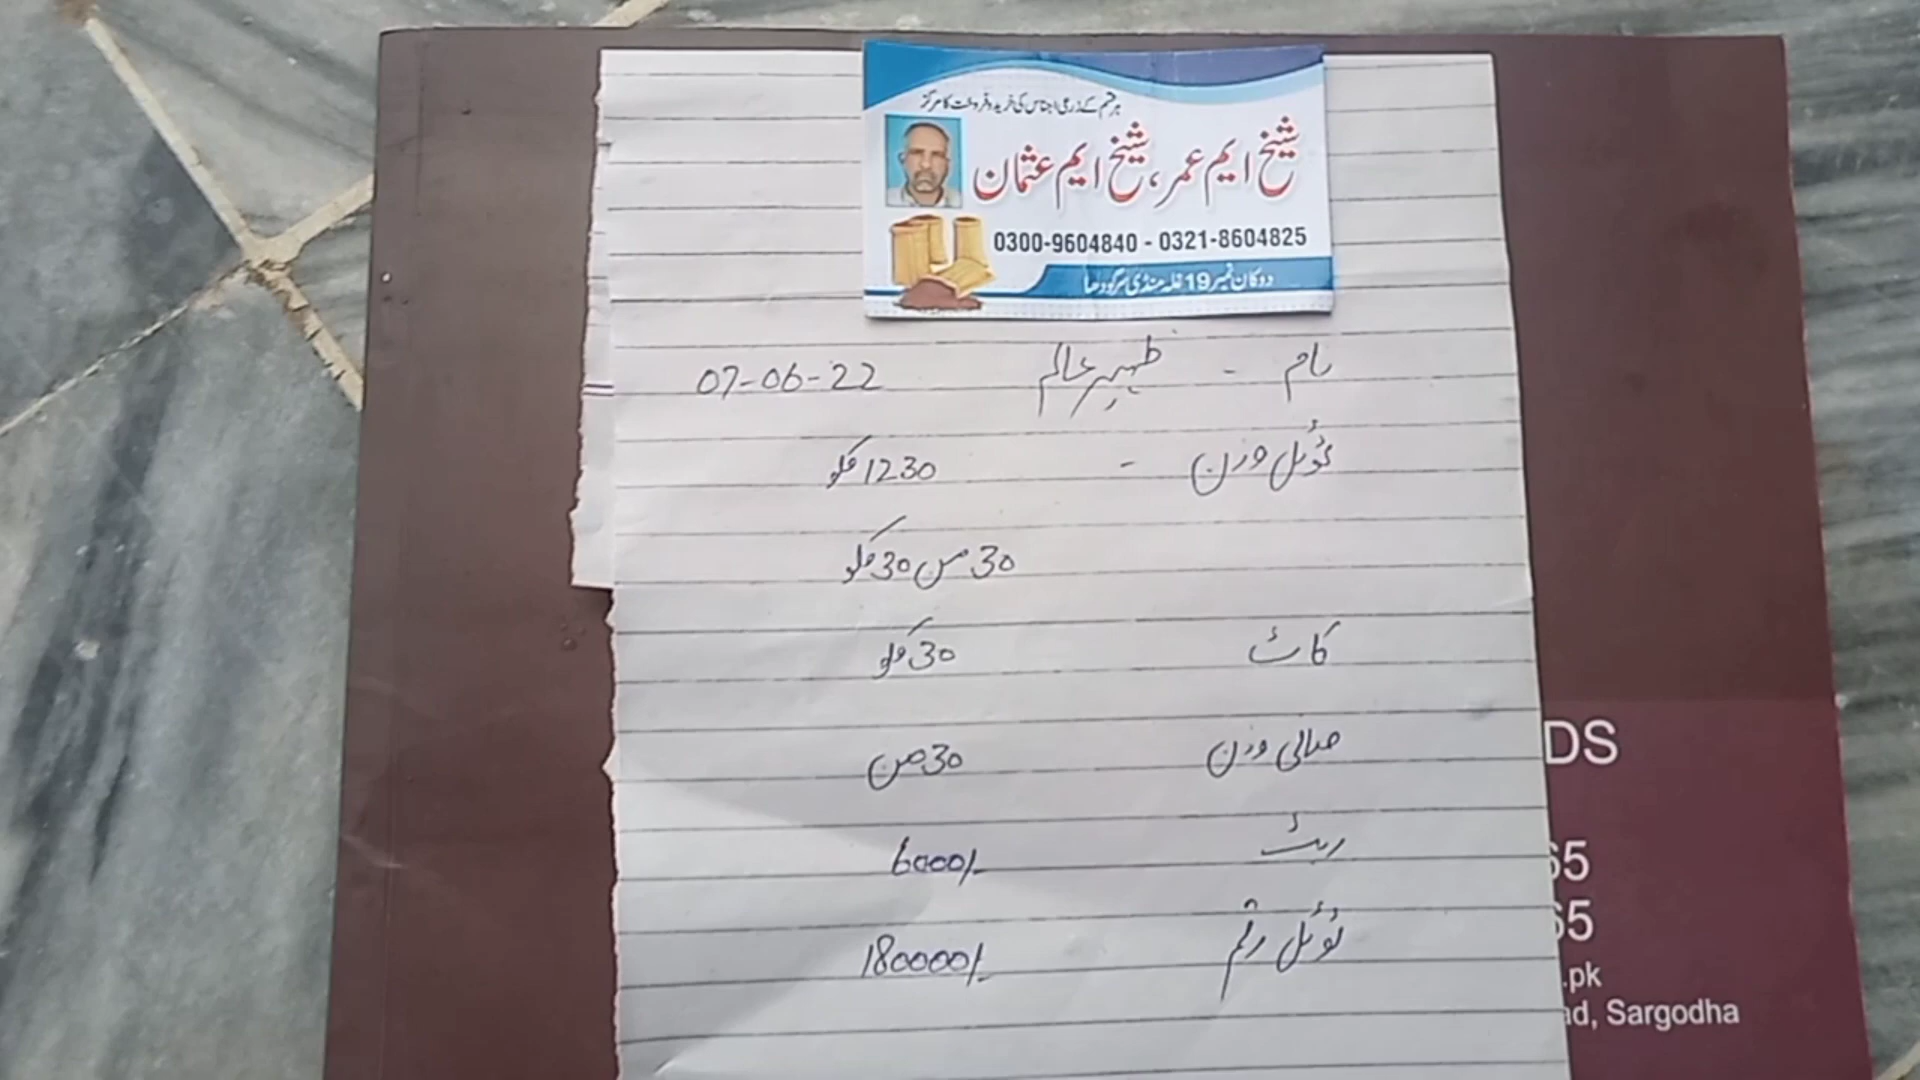 ہر قسم کے زرعی اجناس کی خرید و فروخت کا مرکز
شیخ ایم عمر، شیخ ایم عثمان
0300-9604840 - 0321-8604825
دوکان نمبر 19 غلہ منڈی سرگودھا
نام - ظہیر عالم 07-06-22
ٹوٹل وزن - 1230 کلو
30 من 30 کلو
کاٹ 30 کلو
صافی وزن 30 من
ریٹ 6000/-
ٹوٹل رقم 180000/-
DS
65
65
.pk
ad, Sargodha